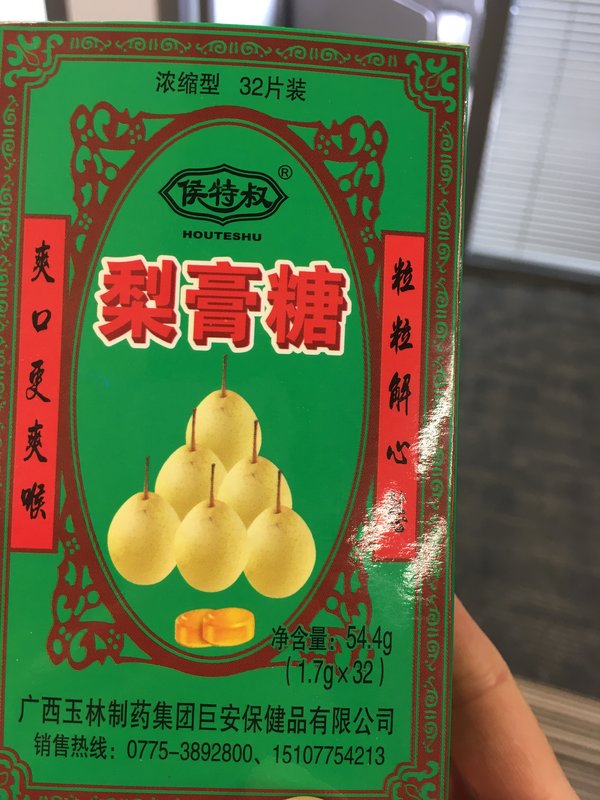 浓缩型 32片装
侯特叔®
HOUTESHU
梨膏糖
爽口更爽喉
粒粒解心
净含量：54.4g
（1.7g×32）
广西玉林制药集团巨安保健品有限公司
销售热线：0775-3892800、15107754213